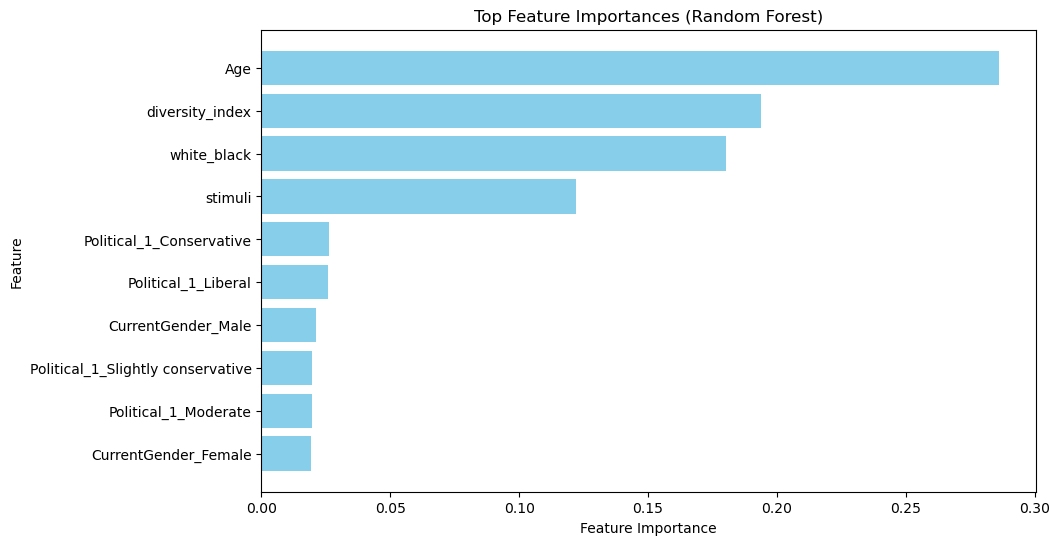 Top Feature Importances (Random Forest)
Feature
Age
diversity_index
white_black
stimuli
Political_1_Conservative
Political_1_Liberal
CurrentGender_Male
Political_1_Slightly conservative
Political_1_Moderate
CurrentGender_Female
0.00 0.05 0.10 0.15 0.20 0.25 0.30
Feature Importance